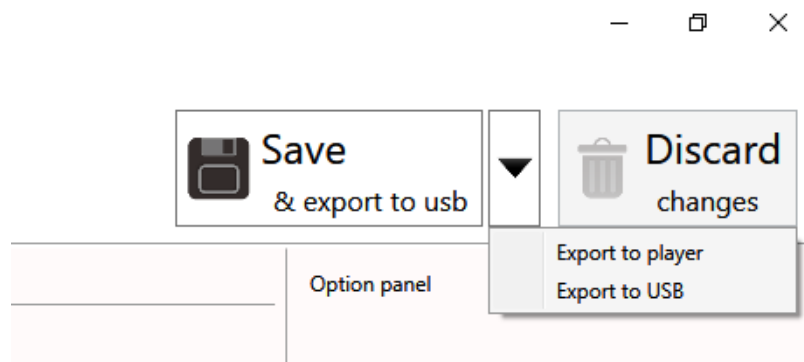 Save
& export to usb
Discard
changes
Export to player
Export to USB
Option panel